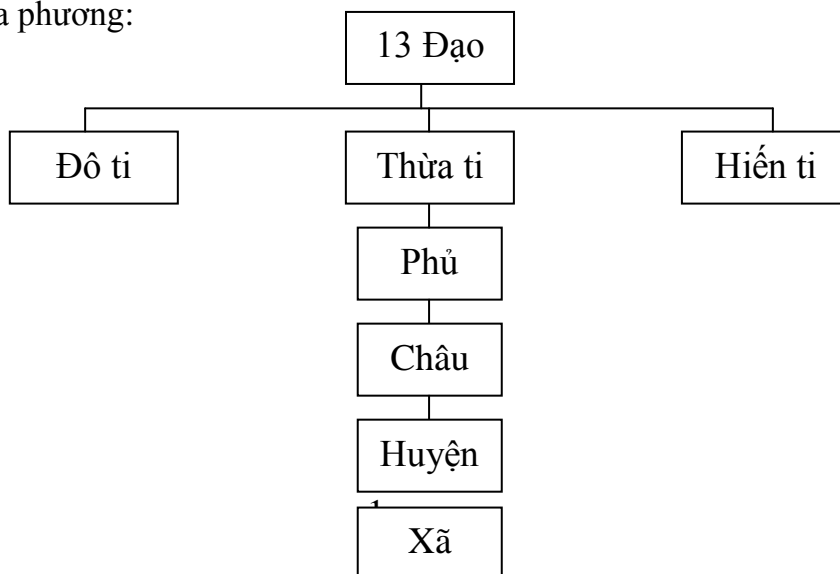 a phương:
13 Đạo
Đô ti
Thừa ti
Hiến ti
Phủ
Châu
Huyện
Xã